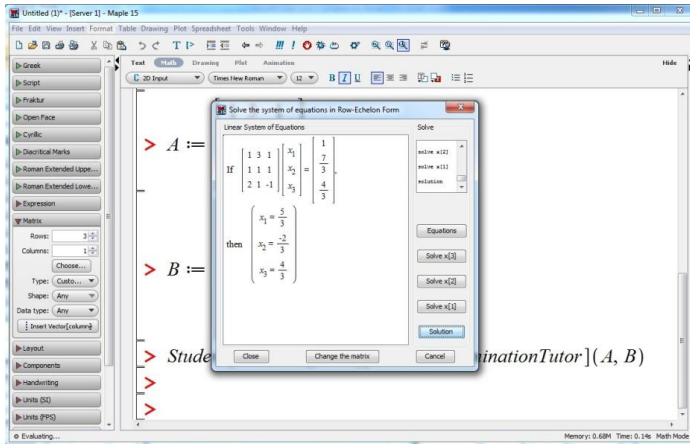 Untitled (1)* - [Server 1] - Maple 15
File Edit View Insert Format Table Drawing Plot Spreadsheet Tools Window Help
Text Math Drawing Plot Animation Hide
C 2D Input Times New Roman 12 B I U
Greek
Script
Fraktur
Open Face
Cyrillic
Diacritical Marks
Roman Extended Uppe...
Roman Extended Lowe...
Expression
Matrix
Rows: 3
Columns: 1
Choose...
Type: Custo...
Shape: Any
Data type: Any
Insert Vector[column]
Layout
Components
Handwriting
Units (SI)
Units (FPS)
Evaluating...
> A :=
> B :=
> Stude
minationTutor](A, B)
>
>
Solve the system of equations in Row-Echelon Form
Linear System of Equations
If [1 3 1; 1 1 1; 2 1 -1] [x1; x2; x3] = [1; 7/3; 4/3],
then (x1 = 5/3; x2 = -2/3; x3 = 4/3)
Solve
solve x[2]
solve x[1]
solution
Equations
Solve x[3]
Solve x[2]
Solve x[1]
Solution
Close Change the matrix Cancel
Memory: 0.68M Time: 0.14s Math Mode